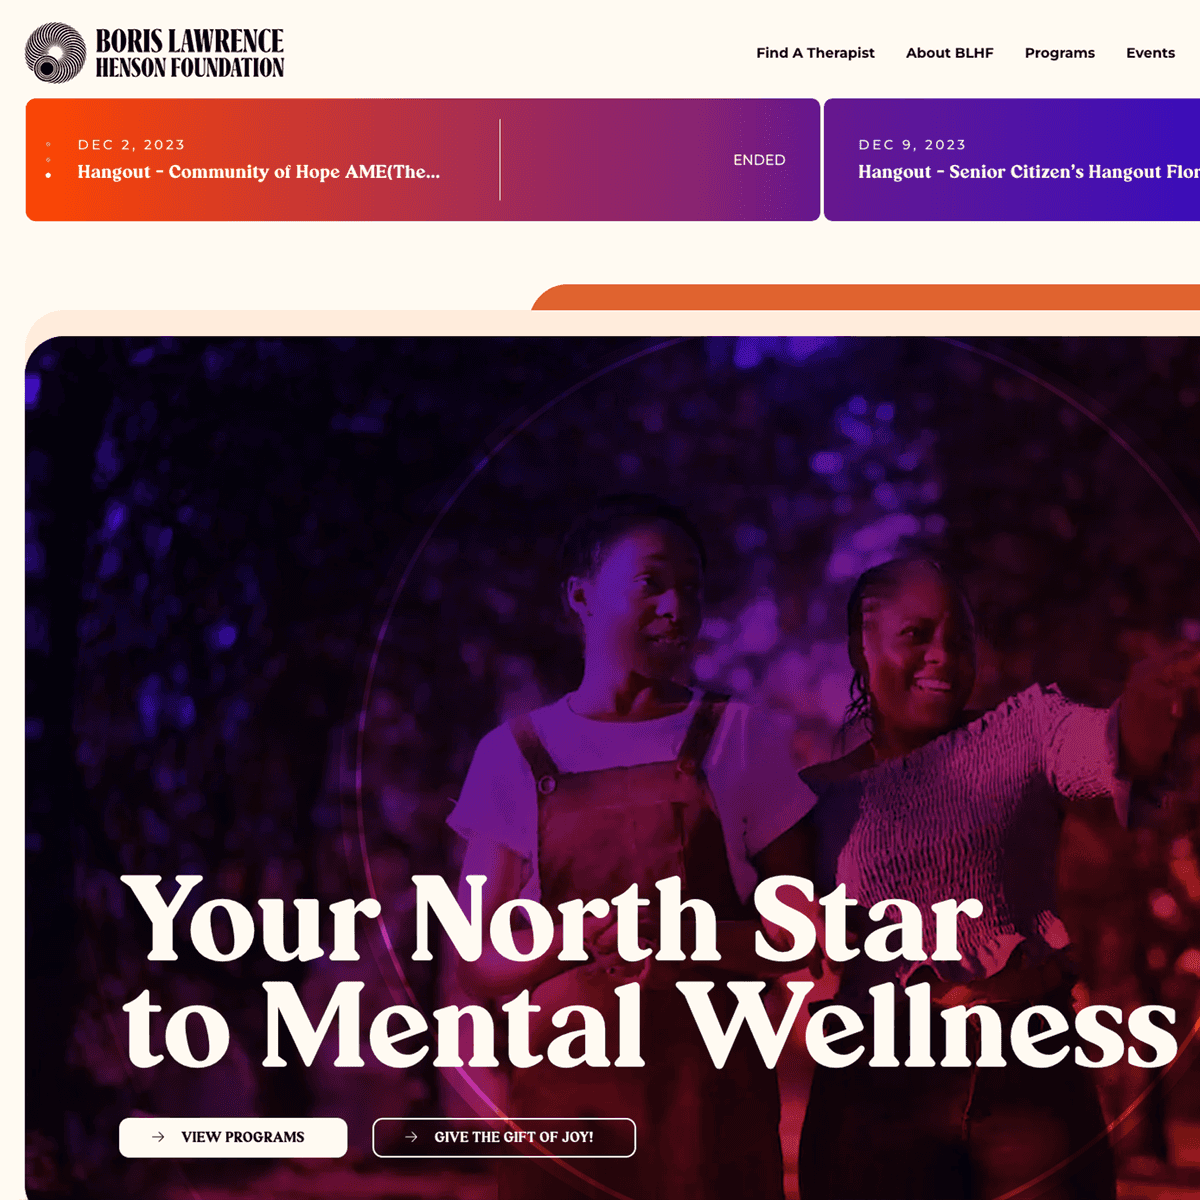 BORIS LAWRENCE
HENSON FOUNDATION
Find A Therapist
About BLHF
Programs
Events
DEC 2, 2023
Hangout – Community of Hope AME(The...
ENDED
DEC 9, 2023
Hangout – Senior Citizen’s Hangout
Your North Star
to Mental Wellness
VIEW PROGRAMS
GIVE THE GIFT OF JOY!